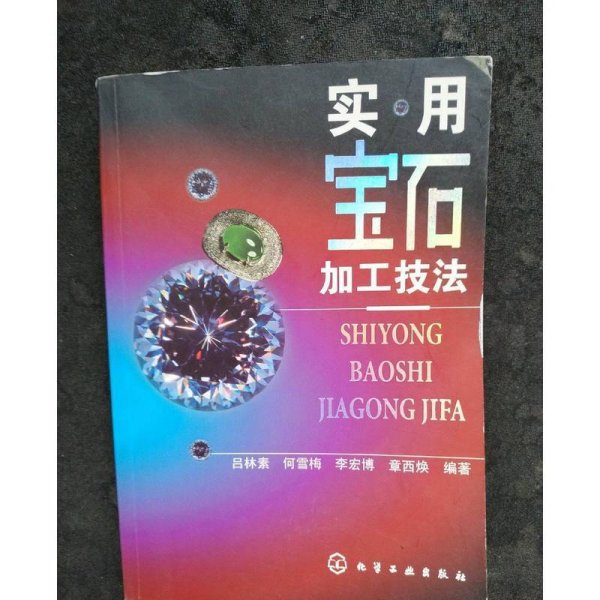 实用
宝石
加工技法
SHIYONG
BAOSHI
JIAGONG JIFA
吕林素 何雪梅 李宏博 章西焕 编著
化学工业出版社